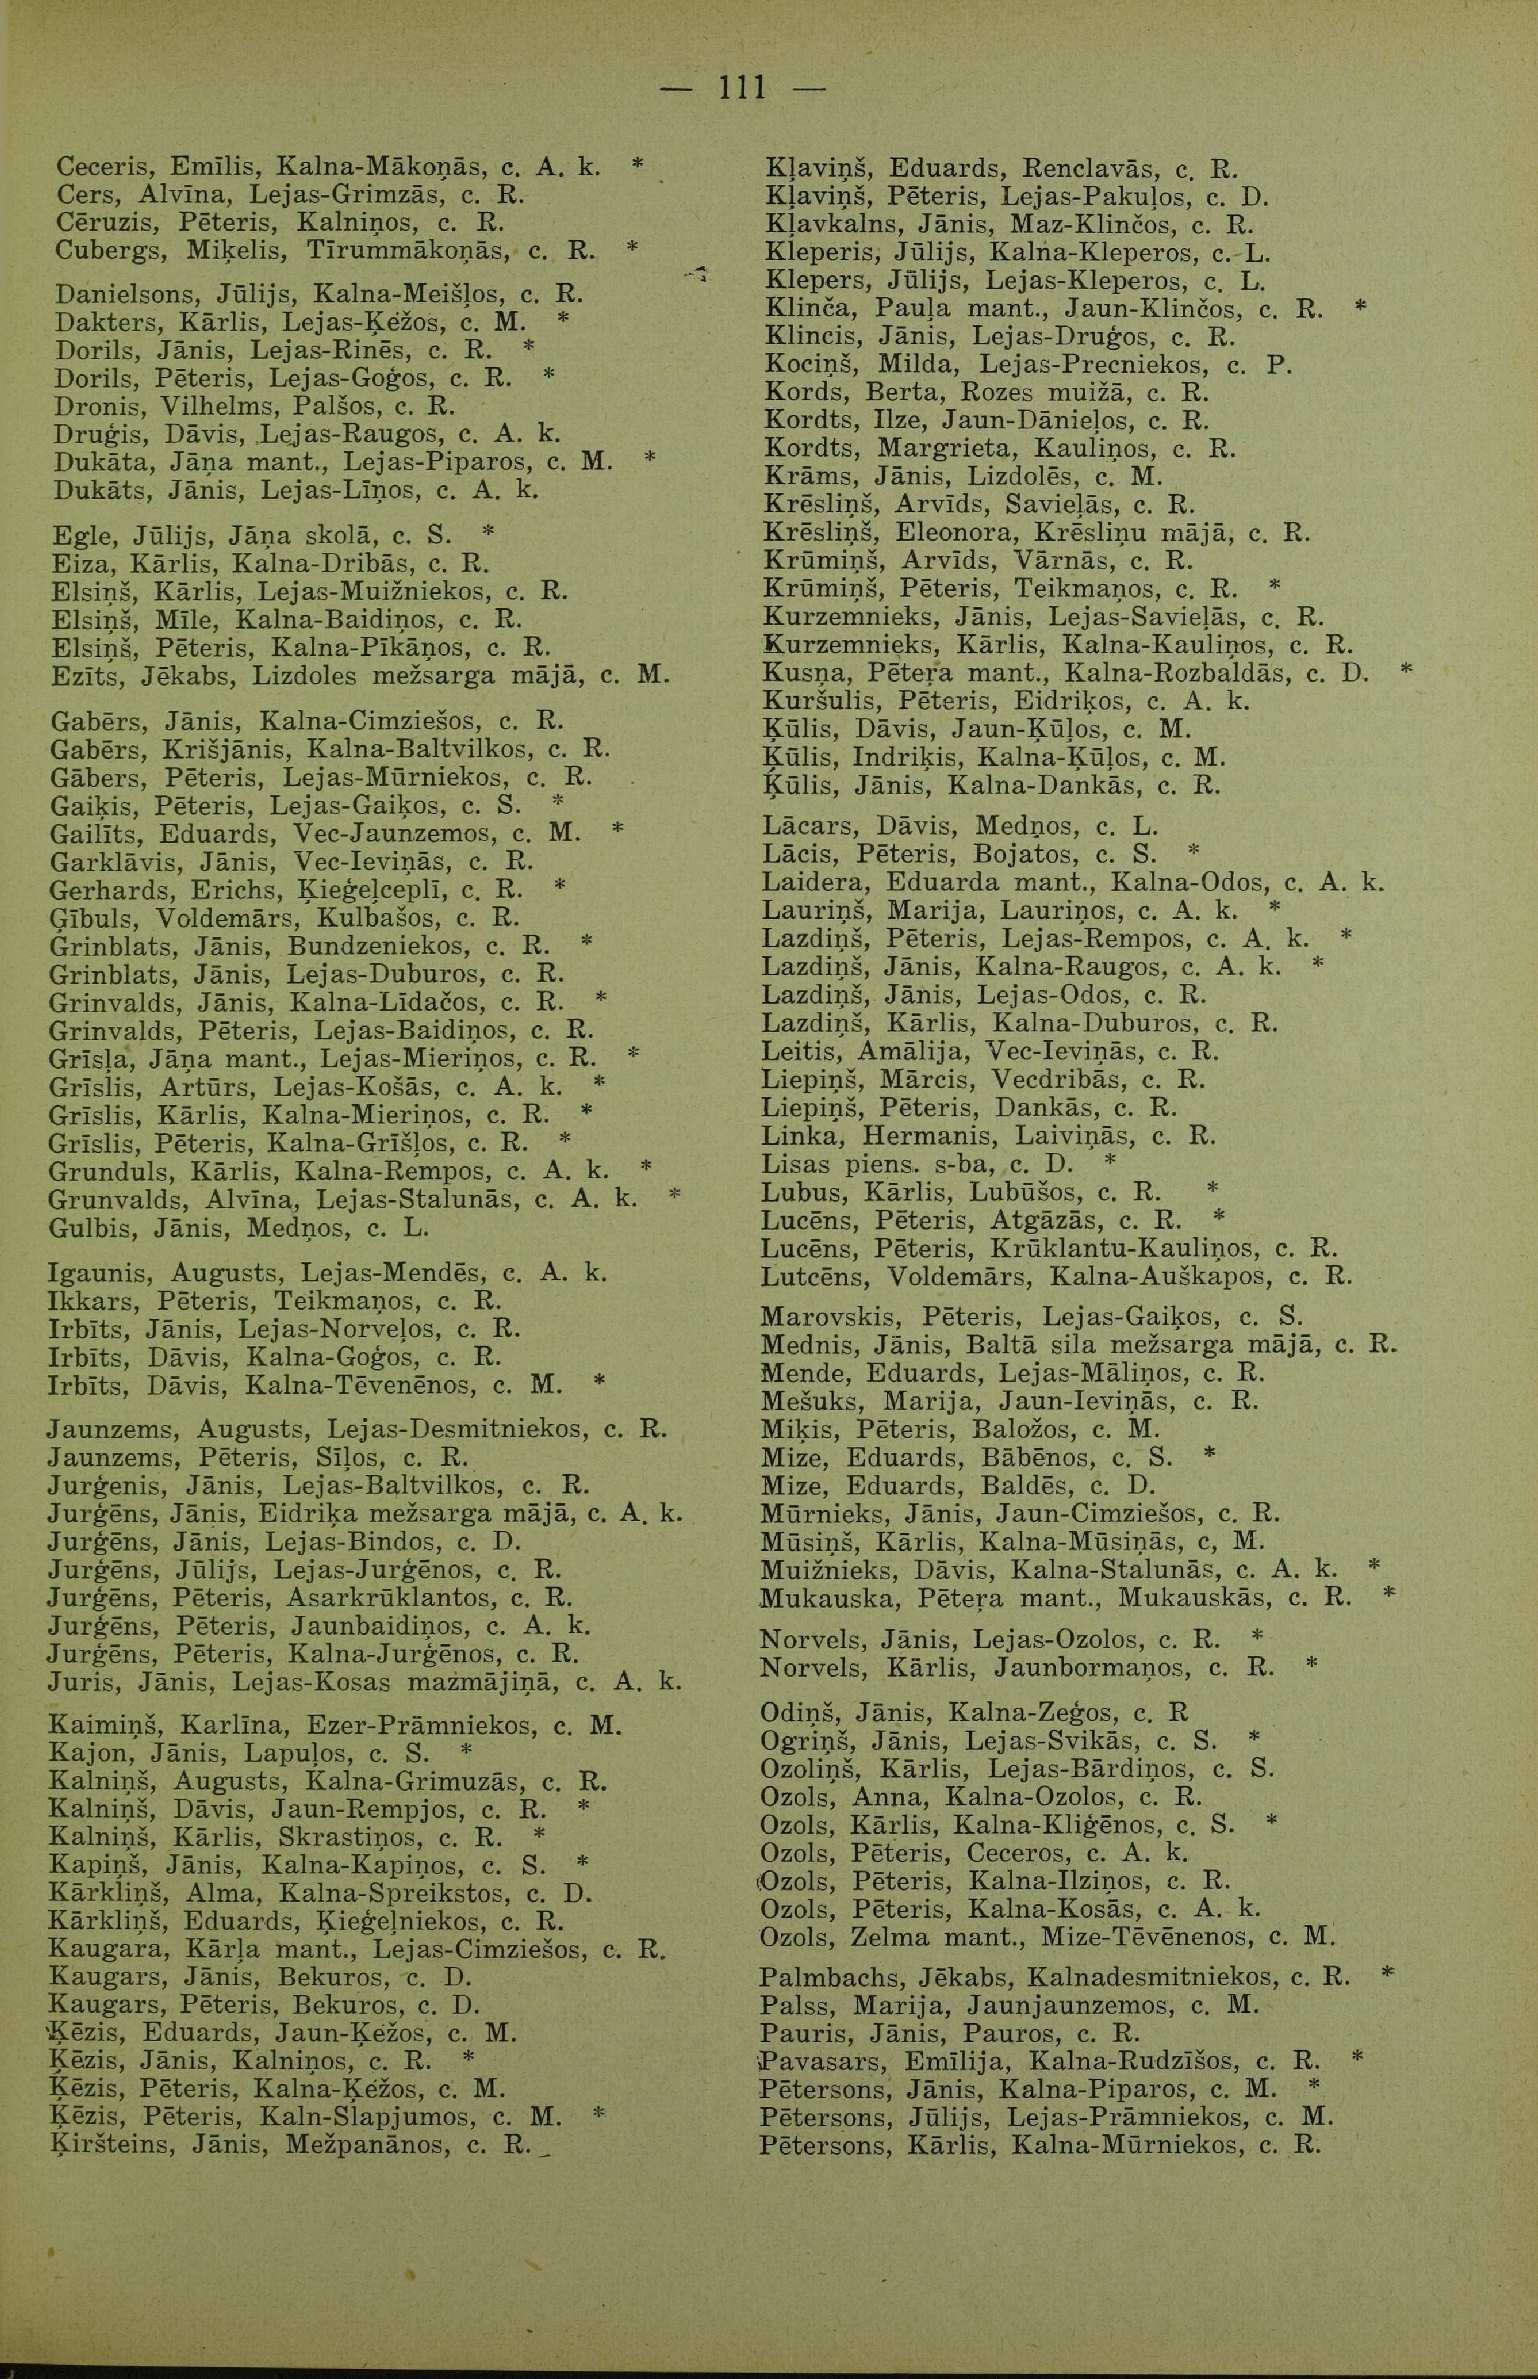 — 111 —
Ceceris, Emīlis, Kalna-Mākoņās, c. A. k. *
Cers, Alvīna, Lejas-Grimzās, c. R.
Cēruzis, Pēteris, Kalniņos, c. R.
Cubergs, Miķelis, Tīrummākoņās, c. R. *
Danielsons, Jūlijs, Kalna-Meišļos, c. R.
Dakters, Kārlis, Lejas-Ķēžos, c. M. *
Dorils, Jānis, Lejas-Rinēs, c. R. *
Dorils, Pēteris, Lejas-Goģos, c. R. *
Dronis, Vilhelms, Palšos, c. R.
Druģis, Dāvis, Lejas-Raugos, c. A. k.
Dukāta, Jāņa mant., Lejas-Piparos, c. M. *
Dukāts, Jānis, Lejas-Līņos, c. A. k.
Egle, Jūlijs, Jāņa skolā, c. S. *
Eiza, Kārlis, Kalna-Dribās, c. R.
Elsiņš, Kārlis, Lejas-Muižniekos, c. R.
Elsiņš, Mīle, Kalna-Baidiņos, c. R.
Elsiņš, Pēteris, Kalna-Pīkāņos, c. R.
Ezīts, Jēkabs, Lizdoles mežsarga mājā, c. M.
Gabērs, Jānis, Kalna-Cimziešos, c. R.
Gabērs, Krišjānis, Kalna-Baltvilkos, c. R.
Gābers, Pēteris, Lejas-Mūrniekos, c. R.
Gaiķis, Pēteris, Lejas-Gaiķos, c. S. *
Gailīts, Eduards, Vec-Jaunzemos, c. M. *
Garklāvis, Jānis, Vec-Ieviņās, c. R.
Gerhards, Erichs, Ķieģeļceplī, c. R. *
Ģībuls, Voldemārs, Kulbašos, c. R.
Grinblats, Jānis, Bundzeniekos, c. R. *
Grinblats, Jānis, Lejas-Duburos, c. R.
Grinvalds, Jānis, Kalna-Līdačos, c. R. *
Grinvalds, Pēteris, Lejas-Baidiņos, c. R.
Grīsļa, Jāņa mant., Lejas-Mieriņos, c. R. *
Grīslis, Artūrs, Lejas-Košās, c. A. k. *
Grīslis, Kārlis, Kalna-Mieriņos, c. R. *
Grīslis, Pēteris, Kalna-Grīšļos, c. R. *
Grunduls, Kārlis, Kalna-Rempos, c. A. k. *
Grunvalds, Alvīna, Lejas-Stalunās, c. A. k. *
Gulbis, Jānis, Medņos, c. L.
Igaunis, Augusts, Lejas-Mendēs, c. A. k.
Ikkars, Pēteris, Teikmaņos, c. R.
Irbīts, Jānis, Lejas-Norveļos, c. R.
Irbīts, Dāvis, Kalna-Goģos, c. R.
Irbīts, Dāvis, Kalna-Tēvenēnos, c. M. *
Jaunzems, Augusts, Lejas-Desmitniekos, c. R.
Jaunzems, Pēteris, Sīļos, c. R.
Jurģenis, Jānis, Lejas-Baltvilkos, c. R.
Jurģēns, Jānis, Eidriķa mežsarga mājā, c. A. k.
Jurģēns, Jānis, Lejas-Bindos, c. D.
Jurģēns, Jūlijs, Lejas-Jurģēnos, c. R.
Jurģēns, Pēteris, Asarkrūklantos, c. R.
Jurģēns, Pēteris, Jaunbaidiņos, c. A. k.
Jurģēns, Pēteris, Kalna-Jurģēnos, c. R.
Juris, Jānis, Lejas-Kosas mazmājiņā, c. A. k.
Kaimiņš, Karlīna, Ezer-Prāmniekos, c. M.
Kajon, Jānis, Lapuļos, c. S. *
Kalniņš, Augusts, Kalna-Grimuzās, c. R.
Kalniņš, Dāvis, Jaun-Rempjos, c. R. *
Kalniņš, Kārlis, Skrastiņos, c. R. *
Kapiņš, Jānis, Kalna-Kapiņos, c. S. *
Kārkliņš, Alma, Kalna-Spreikstos, c. D.
Kārkliņš, Eduards, Ķieģeļniekos, c. R.
Kaugara, Kārļa mant., Lejas-Cimziešos, c. R.
Kaugars, Jānis, Bekuros, c. D.
Kaugars, Pēteris, Bekuros, c. D.
Ķēzis, Eduards, Jaun-Ķēžos, c. M.
Ķēzis, Jānis, Kalniņos, c. R. *
Ķēzis, Pēteris, Kalna-Ķēžos, c. M.
Ķēzis, Pēteris, Kaln-Slapjumos, c. M. *
Ķiršteins, Jānis, Mežpanānos, c. R.
Kļaviņš, Eduards, Renclavās, c. R.
Kļaviņš, Pēteris, Lejas-Pakuļos, c. D.
Kļavkalns, Jānis, Maz-Klinčos, c. R.
Kleperis, Jūlijs, Kalna-Kleperos, c. L.
Klepers, Jūlijs, Lejas-Kleperos, c. L.
Klinča, Pauļa mant., Jaun-Klinčos, c. R. *
Klincis, Jānis, Lejas-Druģos, c. R.
Kociņš, Milda, Lejas-Precniekos, c. P.
Kords, Berta, Rozes muižā, c. R.
Kordts, Ilze, Jaun-Dānieļos, c. R.
Kordts, Margrieta, Kauliņos, c. R.
Krāms, Jānis, Lizdolēs, c. M.
Krēsliņš, Arvīds, Savieļās, c. R.
Krēsliņš, Eleonora, Krēsliņu mājā, c. R.
Krūmiņš, Arvīds, Vārnās, c. R.
Krūmiņš, Pēteris, Teikmaņos, c. R. *
Kurzemnieks, Jānis, Lejas-Savieļās, c. R.
Kurzemnieks, Kārlis, Kalna-Kauliņos, c. R.
Kusņa, Pētera mant., Kalna-Rozbaldās, c. D. *
Kuršulis, Pēteris, Eidriķos, c. A. k.
Ķūlis, Dāvis, Jaun-Ķūļos, c. M.
Ķūlis, Indriķis, Kalna-Ķūļos, c. M.
Ķūlis, Jānis, Kalna-Dankās, c. R.
Lācars, Dāvis, Medņos, c. L.
Lācis, Pēteris, Bojatos, c. S. *
Laidera, Eduarda mant., Kalna-Odos, c. A. k.
Lauriņš, Marija, Lauriņos, c. A. k. *
Lazdiņš, Pēteris, Lejas-Rempos, c. A. k. *
Lazdiņš, Jānis, Kalna-Raugos, c. A. k. *
Lazdiņš, Jānis, Lejas-Odos, c. R.
Lazdiņš, Kārlis, Kalna-Duburos, c. R.
Leitis, Amālija, Vec-Ieviņās, c. R.
Liepiņš, Mārcis, Vecdribās, c. R.
Liepiņš, Pēteris, Dankās, c. R.
Linka, Hermanis, Laiviņās, c. R.
Lisas piens. s-ba, c. D. *
Lubus, Kārlis, Lubūšos, c. R. *
Lucēns, Pēteris, Atgāzās, c. R. *
Lucēns, Pēteris, Krūklantu-Kauliņos, c. R.
Lutcēns, Voldemārs, Kalna-Auškapos, c. R.
Marovskis, Pēteris, Lejas-Gaiķos, c. S.
Mednis, Jānis, Baltā sila mežsarga mājā, c. R.
Mende, Eduards, Lejas-Māliņos, c. R.
Mešuks, Marija, Jaun-Ieviņās, c. R.
Miķis, Pēteris, Baložos, c. M.
Mize, Eduards, Bābēnos, c. S. *
Mize, Eduards, Baldēs, c. D.
Mūrnieks, Jānis, Jaun-Cimziešos, c. R.
Mūsiņš, Kārlis, Kalna-Mūsiņās, c, M.
Muižnieks, Dāvis, Kalna-Stalunās, c. A. k. *
Mukauska, Pētera mant., Mukauskās, c. R. *
Norvels, Jānis, Lejas-Ozolos, c. R. *
Norvels, Kārlis, Jaunbormaņos, c. R. *
Odiņš, Jānis, Kalna-Zeģos, c. R
Ogriņš, Jānis, Lejas-Svikās, c. S. *
Ozoliņš, Kārlis, Lejas-Bārdiņos, c. S.
Ozols, Anna, Kalna-Ozolos, c. R.
Ozols, Kārlis, Kalna-Kliģēnos, c. S. *
Ozols, Pēteris, Ceceros, c. A. k.
Ozols, Pēteris, Kalna-Ilziņos, c. R.
Ozols, Pēteris, Kalna-Kosās, c. A. k.
Ozols, Zelma mant., Mize-Tēvēnenos, c. M.
Palmbachs, Jēkabs, Kalnadesmitniekos, c. R. *
Palss, Marija, Jaunjaunzemos, c. M.
Pauris, Jānis, Pauros, c. R.
Pavasars, Emīlija, Kalna-Rudzīšos, c. R. *
Pētersons, Jānis, Kalna-Piparos, c. M. *
Pētersons, Jūlijs, Lejas-Prāmniekos, c. M.
Pētersons, Kārlis, Kalna-Mūrniekos, c. R.